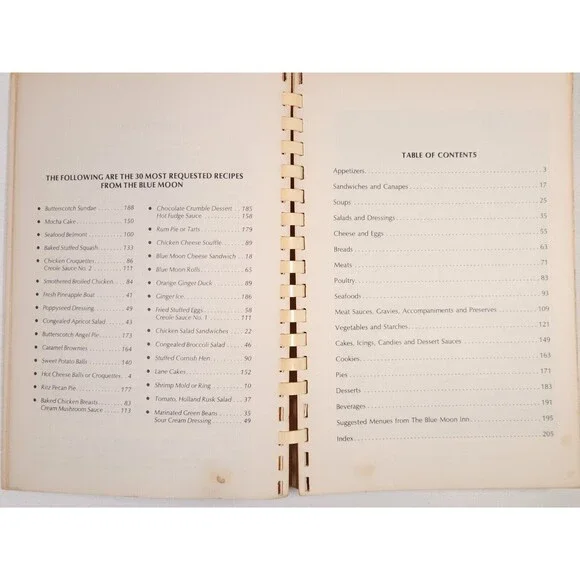 THE FOLLOWING ARE THE 30 MOST REQUESTED RECIPES
FROM THE BLUE MOON
• Butterscotch Sundae . . 188
• Mocha Cake . . . . . . . . 150
• Seafood Belmont . . . . . 100
• Baked Stuffed Squash . . 133
• Chicken Croquettes . . . . 86
Creole Sauce No. 2 . . . . 111
• Smothered Broiled Chicken . 84
• Fresh Pineapple Boat . . . 41
• Poppyseed Dressing . . . . 49
• Congealed Apricot Salad . . 43
• Butterscotch Angel Pie . . 173
• Caramel Brownies . . . . . 164
• Sweet Potato Balls . . . . 140
• Hot Cheese Balls or Croquettes . 4
• Ritz Pecan Pie . . . . . . 177
• Baked Chicken Breasts . . 83
Cream Mushroom Sauce . . 113
• Chocolate-Crumble Dessert . . 185
Hot Fudge Sauce . . . . 158
• Rum Pie or Tarts . . . . 179
• Chicken Cheese Souffle . . . 89
• Blue Moon Cheese Sandwich . 18
• Blue Moon Rolls . . . . . 65
• Orange Ginger Duck . . . . 89
• Ginger Ice . . . . . . . . 186
• Fried Stuffed Eggs . . . . 58
Creole Sauce No. 1 . . . . 111
• Chicken Salad Sandwiches . . 22
• Congealed Broccoli Salad . . 46
• Stuffed Cornish Hen . . . . 90
• Lane Cakes . . . . . . . . 152
• Shrimp Mold or Ring . . . . 10
• Tomato, Holland Rusk Salad . 37
• Marinated Green Beans . . . 35
Sour Cream Dressing . . . . 49
TABLE OF CONTENTS
Appetizers . . . . . . . . 3
Sandwiches and Canapes . . . . . . . . 17
Soups . . . . . . . . 25
Salads and Dressings . . . . . . . . 35
Cheese and Eggs . . . . . . . . 55
Breads . . . . . . . . 63
Meats . . . . . . . . 71
Poultry . . . . . . . . 83
Seafoods . . . . . . . . 93
Meat Sauces, Gravies, Accompaniments and Preserves . . . . . . . . 109
Vegetables and Starches . . . . . . . . 121
Cakes, Icings, Candies and Dessert Sauces . . . . . . . . 149
Cookies . . . . . . . . 163
Pies . . . . . . . . 171
Desserts . . . . . . . . 183
Beverages . . . . . . . . 191
Suggested Menues from The Blue Moon Inn . . . . . . . . 195
Index . . . . . . . . 205